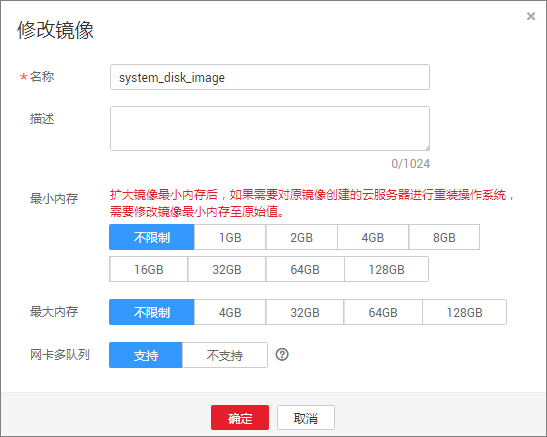 修改镜像
×
* 名称
system_disk_image
描述
0/1024
最小内存
扩大镜像最小内存后，如果需要对原镜像创建的云服务器进行重装操作系统，
需要修改镜像最小内存至原始值。
不限制 1GB 2GB 4GB 8GB
16GB 32GB 64GB 128GB
最大内存 不限制 4GB 32GB 64GB 128GB
网卡多队列 支持 不支持 ?
确定 取消